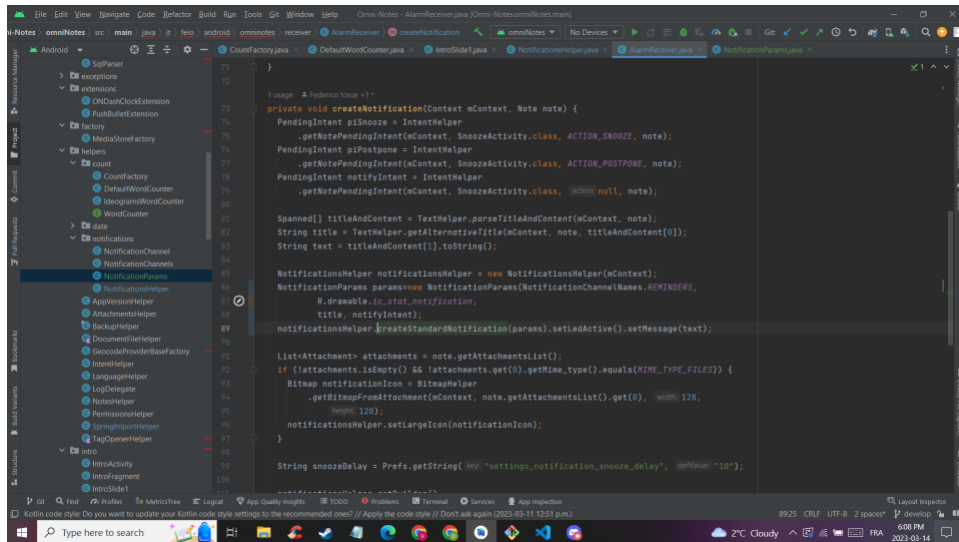 File Edit View Navigate Code Refactor Build Run Tools Git Window Help Omni-Notes - AlarmReceiver.java [Omni-Notes.omniNotes.main]
ni-Notes omniNotes src main java it feio android omninotes receiver AlarmReceiver createNotification omniNotes No Devices Git:
Android CountFactory.java DefaultWordCounter.java IntroSlide1.java NotificationsHelper.java AlarmReceiver.java NotificationParams.java
Resource Manager
Project
Commit
Pull Requests
Bookmarks
Build Variants
Structure
SqlParser
exceptions
extensions
ONDashClockExtension
PushBulletExtension
factory
MediaStoreFactory
helpers
count
CountFactory
DefaultWordCounter
IdeogramsWordCounter
WordCounter
date
notifications
NotificationChannel
NotificationChannels
NotificationParams
NotificationsHelper
AppVersionHelper
AttachmentsHelper
BackupHelper
DocumentFileHelper
GeocodeProviderBaseFactory
IntentHelper
LanguageHelper
LogDelegate
NotesHelper
PermissionsHelper
SpringImportHelper
TagOpenerHelper
intro
IntroActivity
IntroFragment
IntroSlide1
1
71 }
72
1 usage Federico Iosue +1 *
73 private void createNotification(Context mContext, Note note) {
74 PendingIntent piSnooze = IntentHelper
75 .getNotePendingIntent(mContext, SnoozeActivity.class, ACTION_SNOOZE, note);
76 PendingIntent piPostpone = IntentHelper
77 .getNotePendingIntent(mContext, SnoozeActivity.class, ACTION_POSTPONE, note);
78 PendingIntent notifyIntent = IntentHelper
79 .getNotePendingIntent(mContext, SnoozeActivity.class, action: null, note);
80
81 Spanned[] titleAndContent = TextHelper.parseTitleAndContent(mContext, note);
82 String title = TextHelper.getAlternativeTitle(mContext, note, titleAndContent[0]);
83 String text = titleAndContent[1].toString();
84
85 NotificationsHelper notificationsHelper = new NotificationsHelper(mContext);
86 NotificationParams params=new NotificationParams(NotificationChannelNames.REMINDERS,
87 R.drawable.ic_stat_notification,
88 title, notifyIntent);
89 notificationsHelper.createStandardNotification(params).setLedActive().setMessage(text);
90
91 List<Attachment> attachments = note.getAttachmentsList();
92 if (!attachments.isEmpty() && !attachments.get(0).getMime_type().equals(MIME_TYPE_FILES)) {
93 Bitmap notificationIcon = BitmapHelper
94 .getBitmapFromAttachment(mContext, note.getAttachmentsList().get(0), width: 128,
95 height: 128);
96 notificationsHelper.setLargeIcon(notificationIcon);
97 }
98
99 String snoozeDelay = Prefs.getString( key: "settings_notification_snooze_delay", defValue: "10");
100
Git Find Profiler MetricsTree Logcat App Quality Insights TODO Problems Terminal Services App Inspection Layout Inspector
Kotlin code style: Do you want to update your Kotlin code style settings to the recommended ones? // Apply the code style // Don't ask again (2023-03-11 12:51 p.m.) 89:25 CRLF UTF-8 2 spaces* develop
Type here to search 2°C Cloudy FRA 6:08 PM
2023-03-14